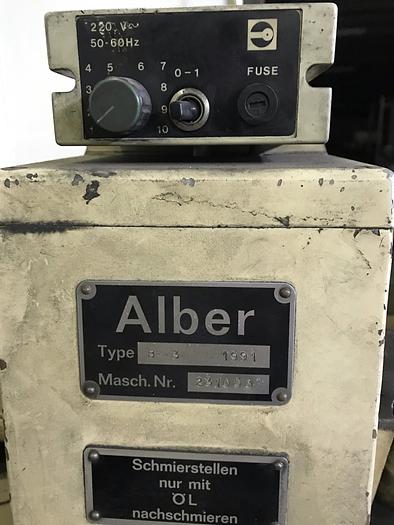 220 V~
50-60Hz
4 5 6 7
0-1
FUSE
8
9
10
Alber
Type 1991
Masch. Nr.
Schmierstellen
nur mit
ÖL
nachschmieren